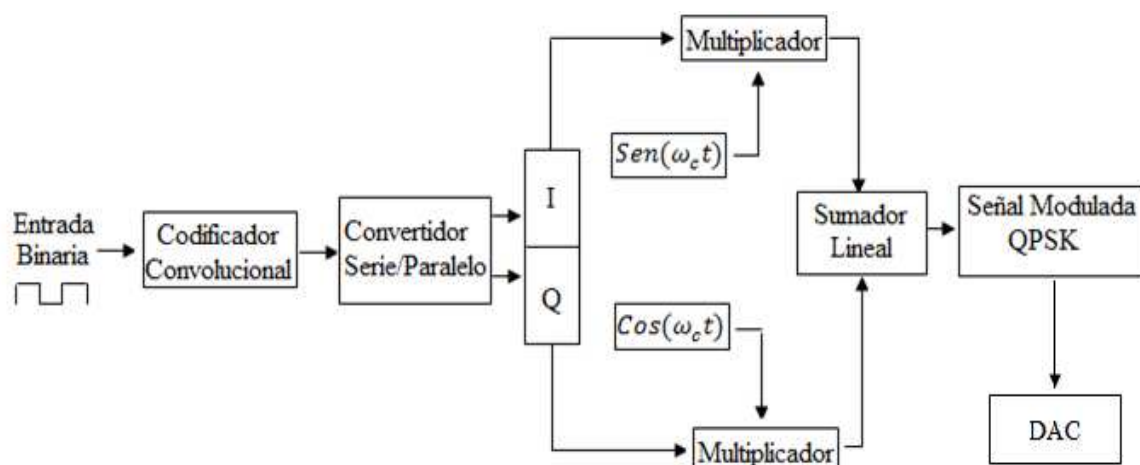 Multiplicador
Sen(ω_c t)
I
Entrada
Binaria
Codificador
Convolucional
Convertidor
Serie/Paralelo
Q
Sumador
Lineal
Señal Modulada
QPSK
Cos(ω_c t)
Multiplicador
DAC